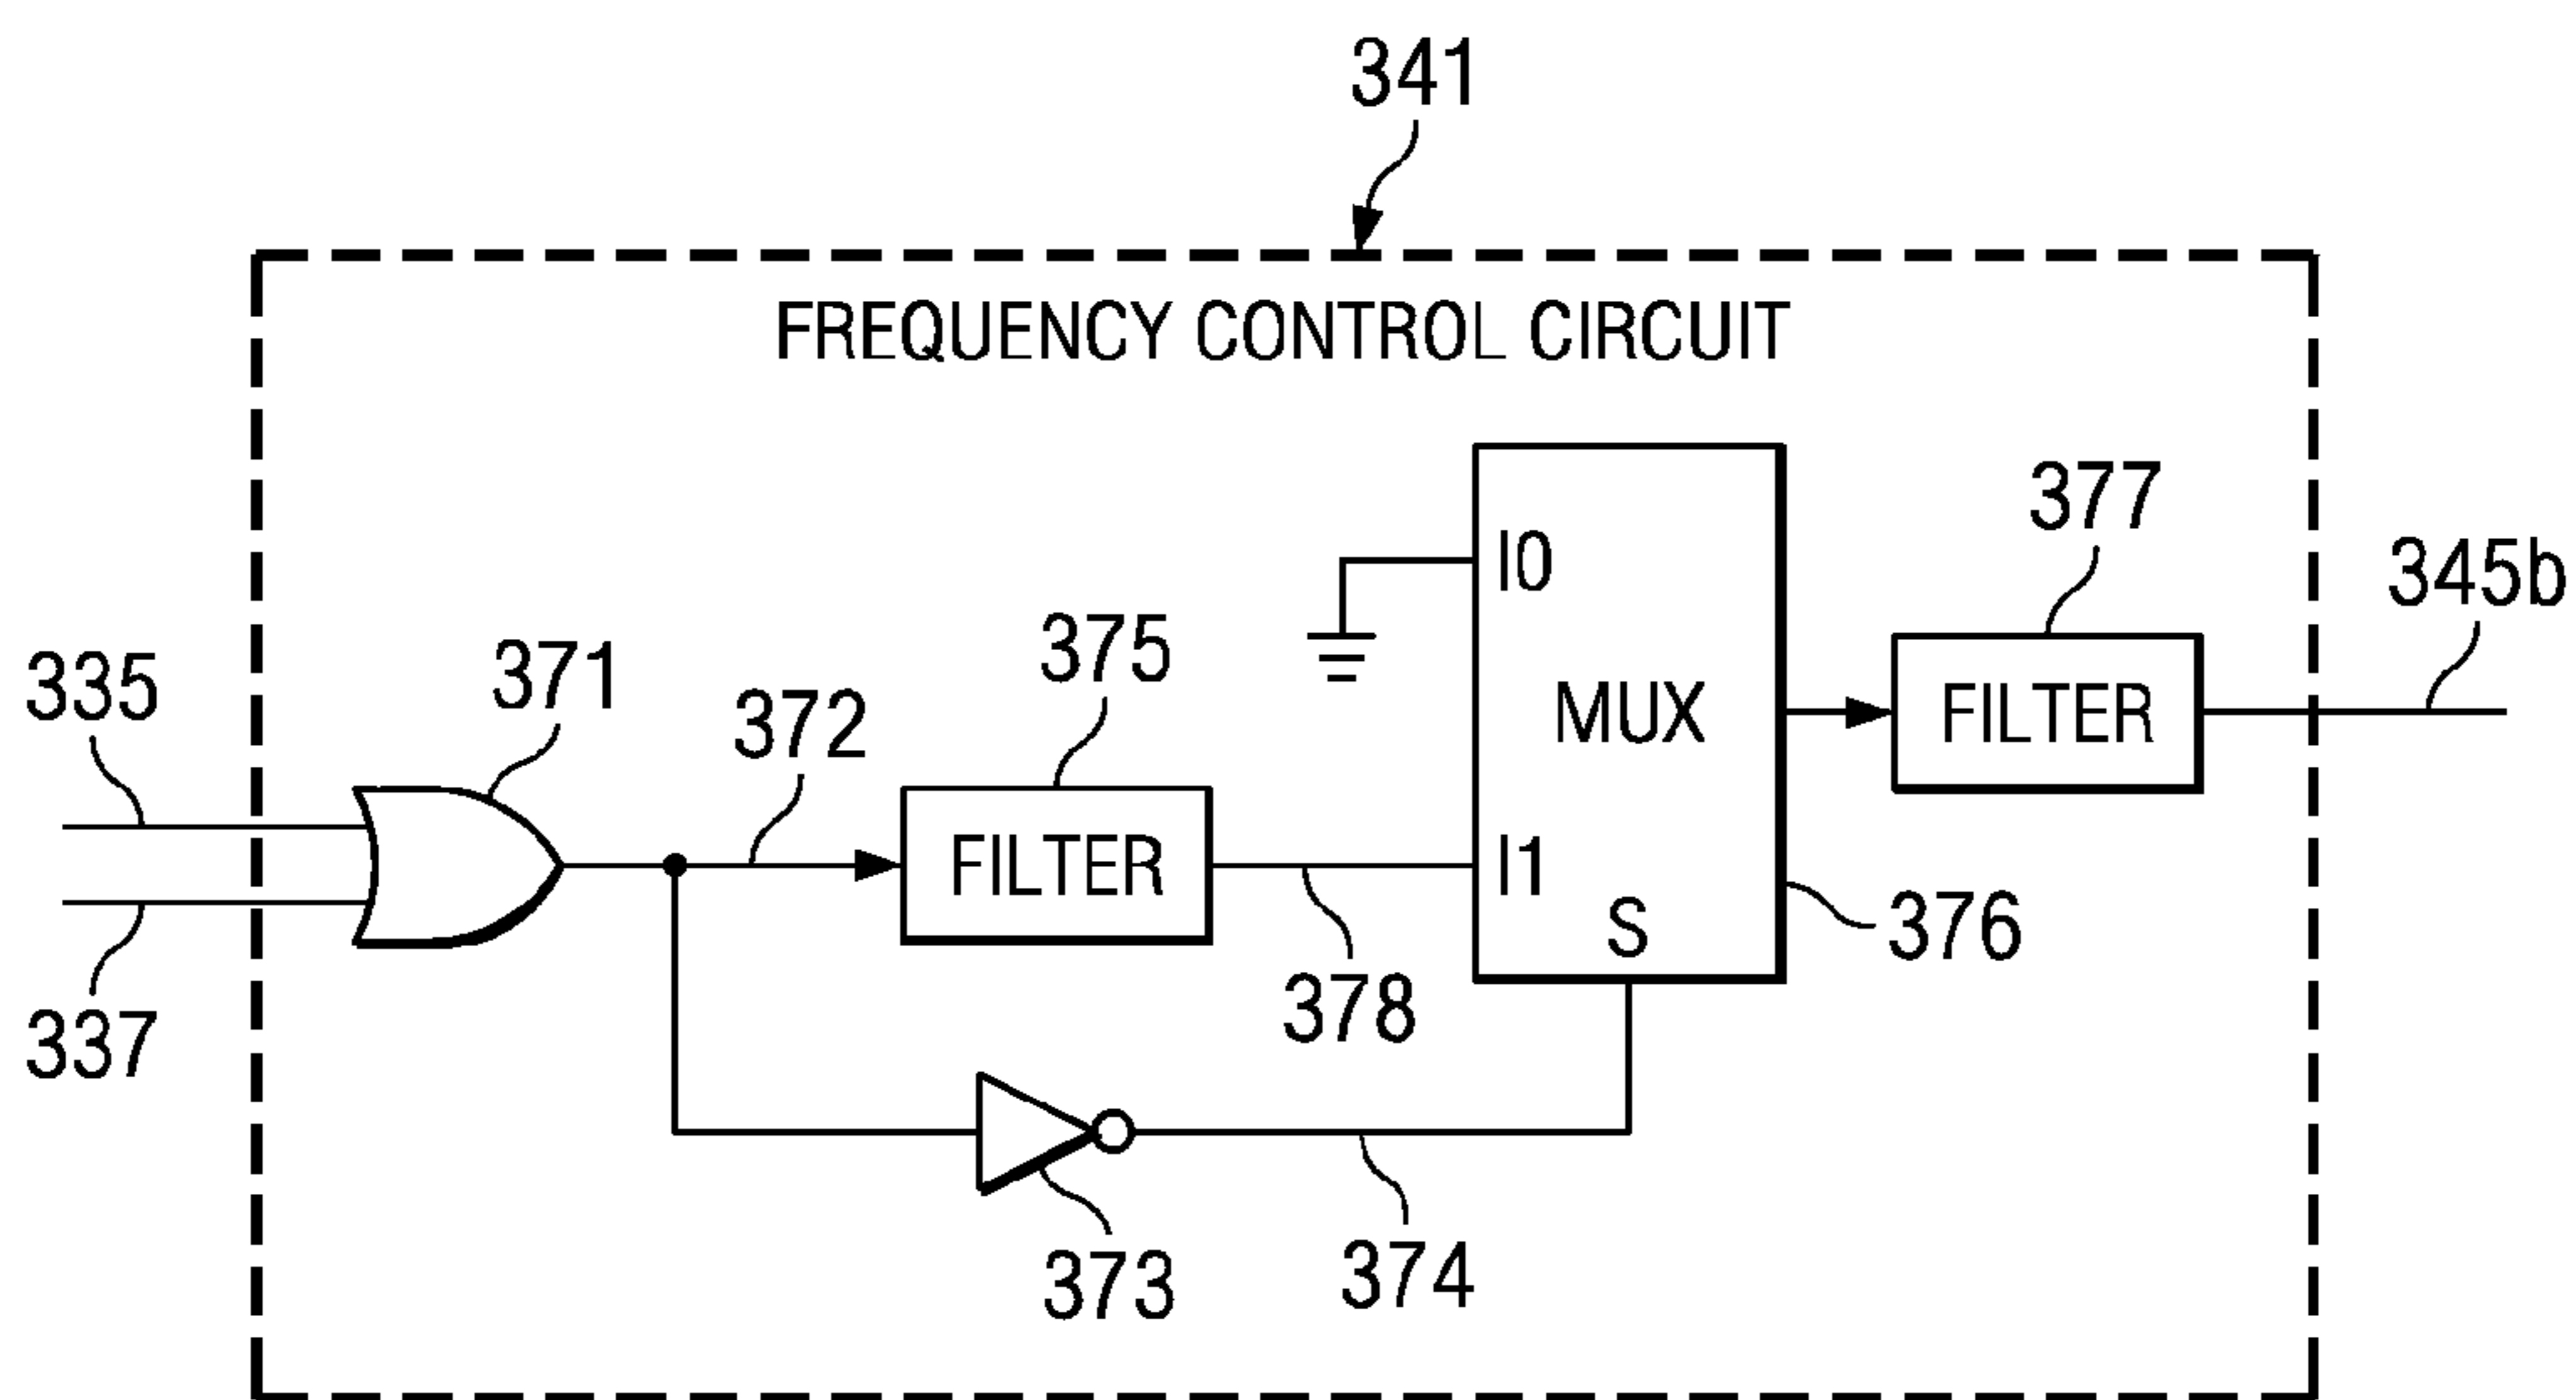 341
FREQUENCY CONTROL CIRCUIT
377
I0
345b
335
371
375
372
MUX
FILTER
FILTER
I1
S
376
337
378
373
374